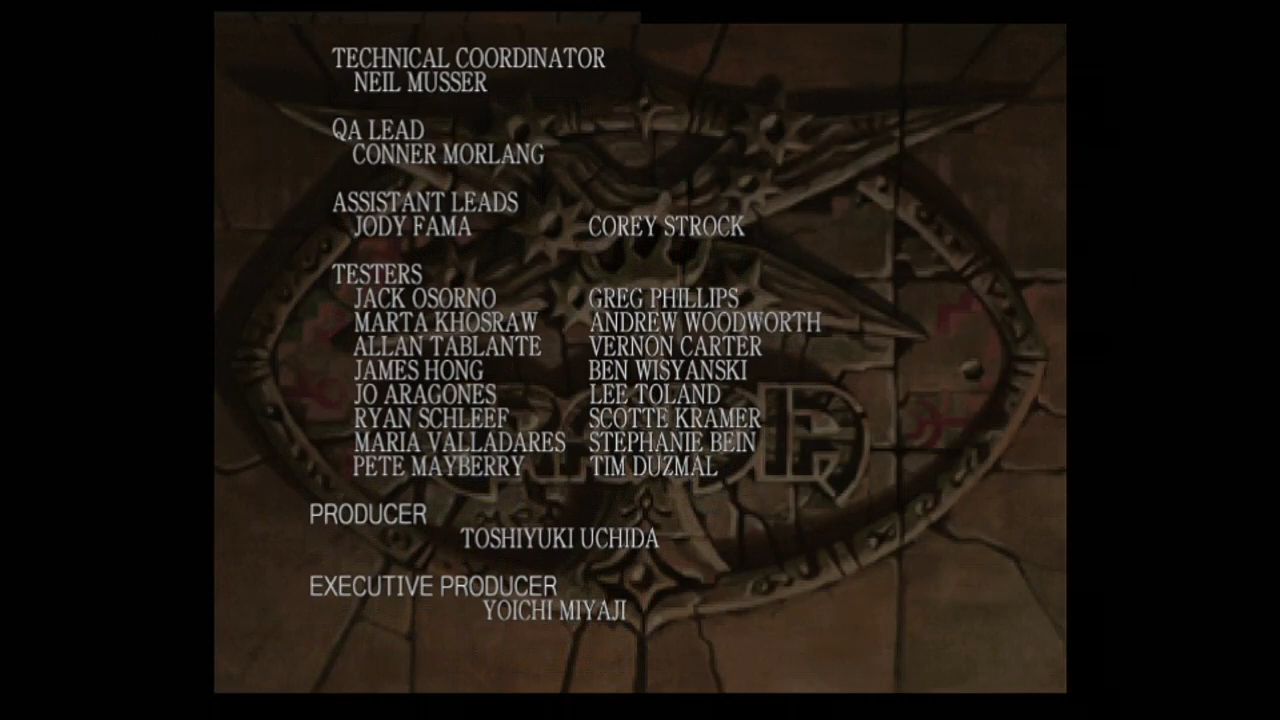 TECHNICAL COORDINATOR
NEIL MUSSER
QA LEAD
CONNER MORLANG
ASSISTANT LEADS
JODY FAMA COREY STROCK
TESTERS
JACK OSORNO GREG PHILLIPS
MARTA KHOSRAW ANDREW WOODWORTH
ALLAN TABLANTE VERNON CARTER
JAMES HONG BEN WISYANSKI
JO ARAGONES LEE TOLAND
RYAN SCHLEEF SCOTTE KRAMER
MARIA VALLADARES STEPHANIE BEIN
PETE MAYBERRY TIM DUZMAL
PRODUCER
TOSHIYUKI UCHIDA
EXECUTIVE PRODUCER
YOICHI MIYAJI